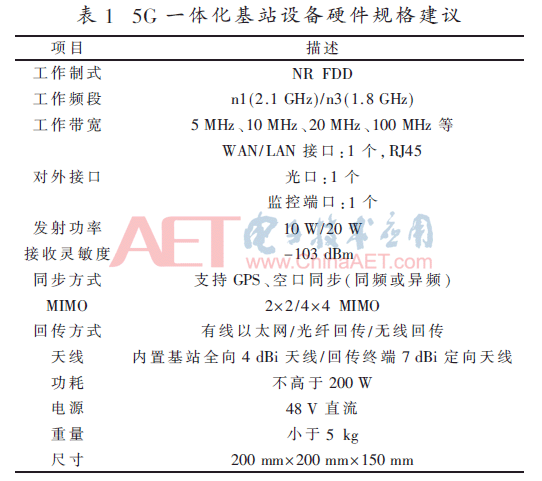 表 1 5G 一体化基站设备硬件规格建议
项目 描述
工作制式 NR FDD
工作频段 n1(2.1 GHz)/n3(1.8 GHz)
工作带宽 5 MHz、10 MHz、20 MHz、100 MHz 等
WAN/LAN 接口:1 个,RJ45
对外接口 光口:1 个
监控端口:1 个
发射功率 10 W/20 W
接收灵敏度 -103 dBm
同步方式 支持 GPS、空口同步(同频或异频)
MIMO 2×2/4×4 MIMO
回传方式 有线以太网/光纤回传/无线回传
天线 内置基站全向 4 dBi 天线/回传终端 7 dBi 定向天线
功耗 不高于 200 W
电源 48 V 直流
重量 小于 5 kg
尺寸 200 mm×200 mm×150 mm
AET 电子技术应用
www.ChinaAET.com